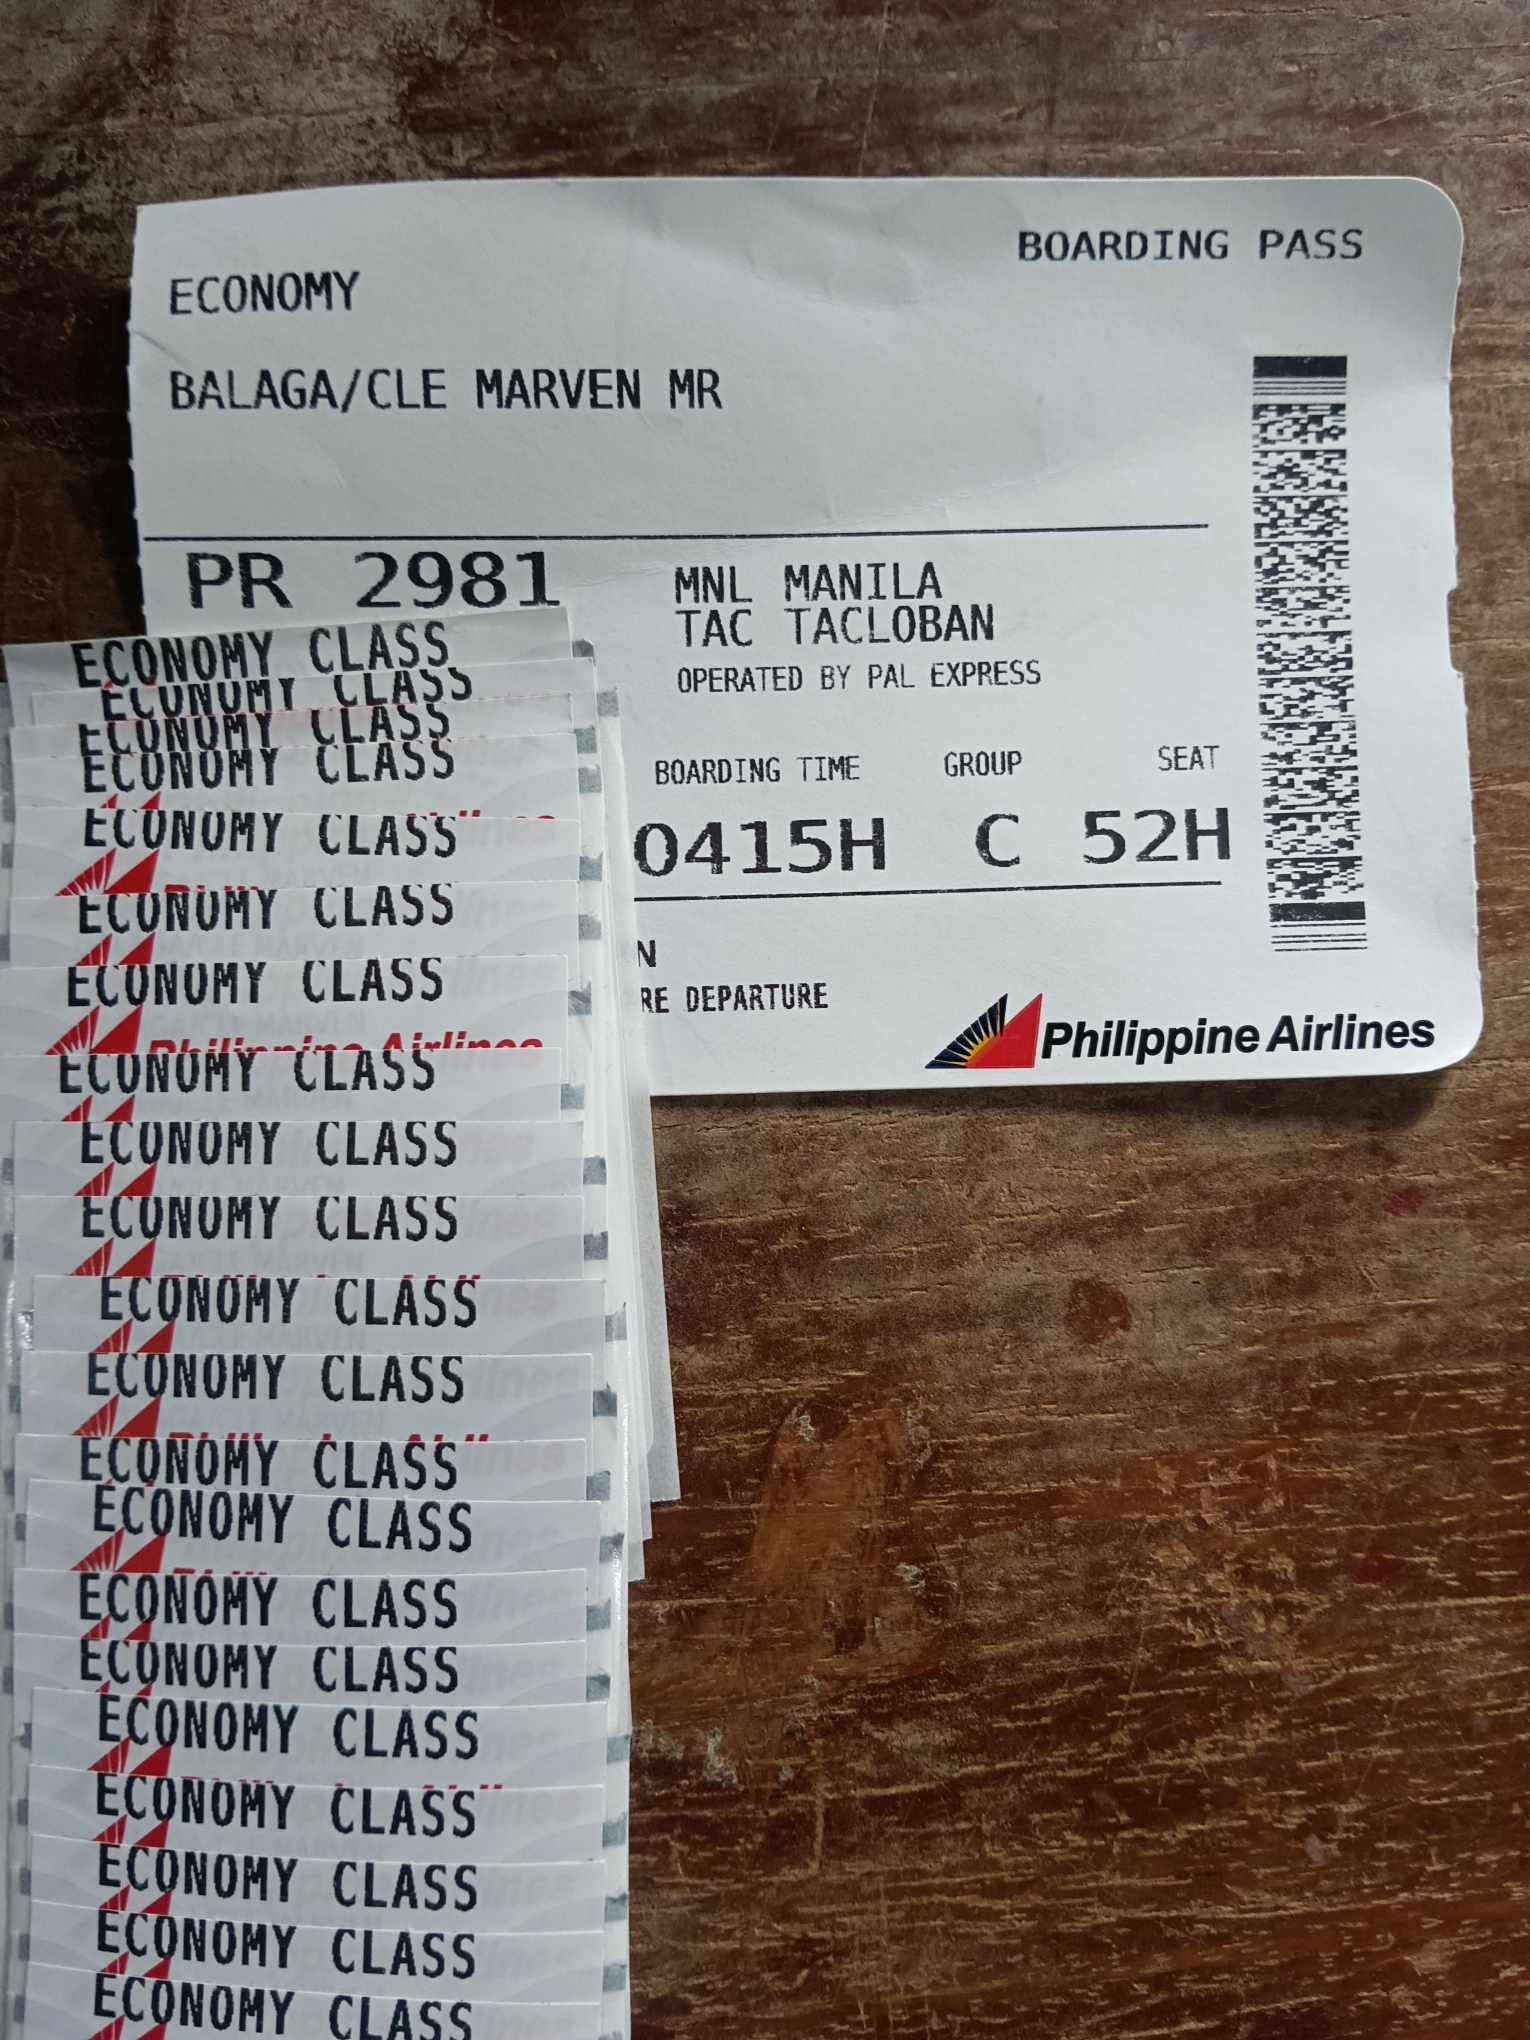 BOARDING PASS
ECONOMY
BALAGA/CLE MARVEN MR
PR 2981
MNL MANILA
TAC TACLOBAN
OPERATED BY PAL EXPRESS
BOARDING TIME GROUP SEAT
0415H C 52H
DEPARTURE
Philippine Airlines
ECONOMY CLASS
ECONOMY CLASS
ECONOMY CLASS
ECONOMY CLASS
ECONOMY CLASS
ECONOMY CLASS
ECONOMY CLASS
Philippine Airlines
ECONOMY CLASS
ECONOMY CLASS
ECONOMY CLASS
ECONOMY CLASS
ECONOMY CLASS
ECONOMY CLASS
ECONOMY CLASS
ECONOMY CLASS
ECONOMY CLASS
ECONOMY CLASS
ECONOMY CLASS
ECONOMY CLASS
ECONOMY CLASS
ECONOMY CLASS